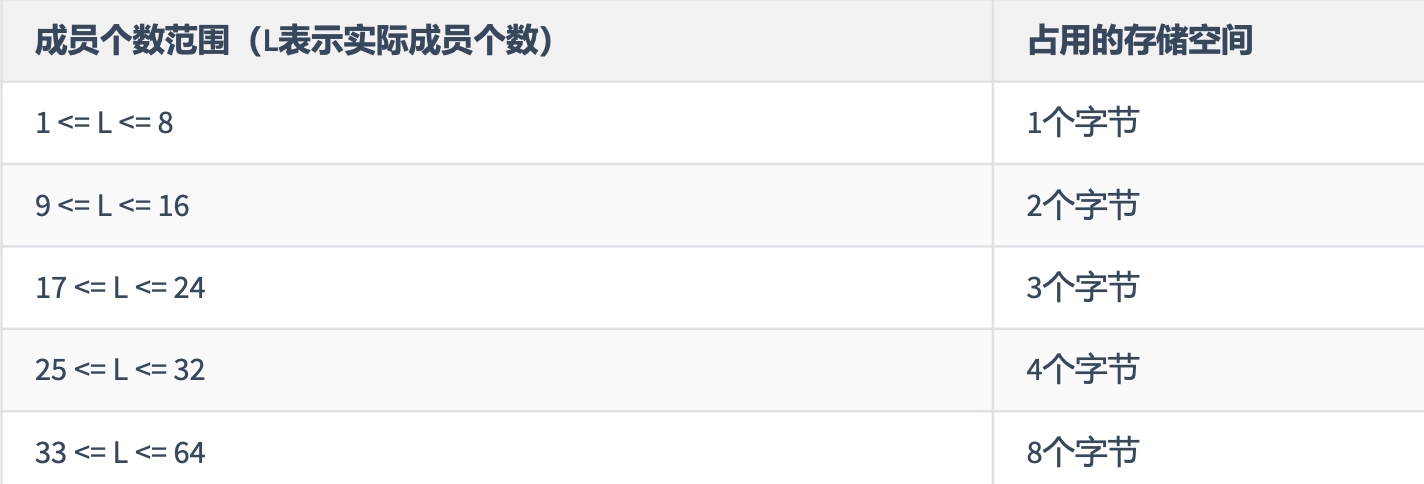 成员个数范围（L表示实际成员个数） 占用的存储空间
1 <= L <= 8 1个字节
9 <= L <= 16 2个字节
17 <= L <= 24 3个字节
25 <= L <= 32 4个字节
33 <= L <= 64 8个字节